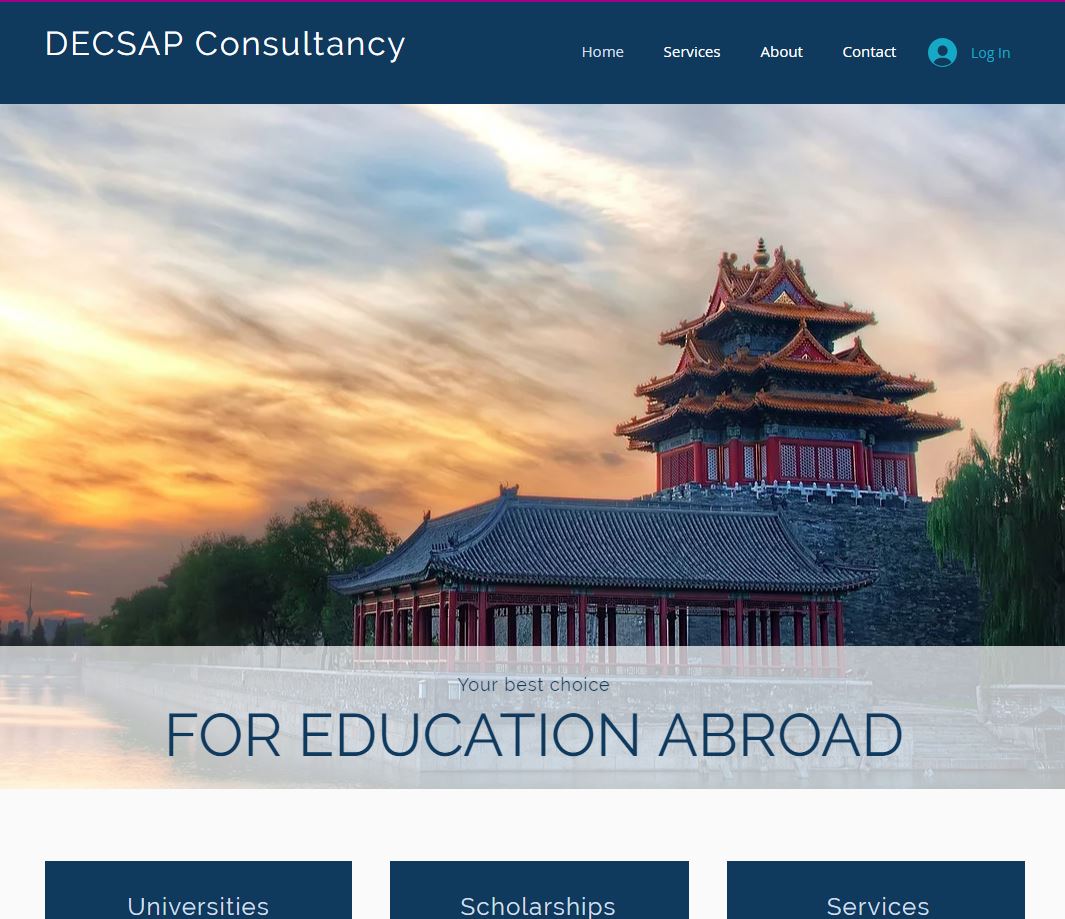 DECSAP Consultancy
Home Services About Contact Log In
Your best choice
FOR EDUCATION ABROAD
Universities Scholarships Services